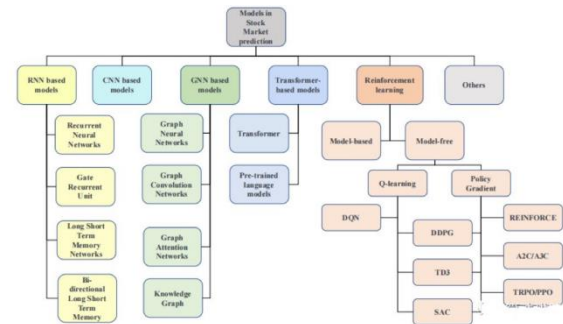 Models in
Stock
Market
prediction
RNN based
models
CNN based
models
GNN based
models
Transformer-
based models
Reinforcement
learning
Others
Recurrent
Neural
Networks
Gate
Recurrent
Unit
Long Short
Term Memory
Networks
Bi-
directional
Long Short
Term
Memory
Graph
Neural
Networks
Graph
Convolution
Networks
Graph
Attention
Networks
Knowledge
Graph
Transformer
Pre-trained
language
models
Model-based
Model-free
Q-learning
Policy
Gradient
DQN
DDPG
TD3
SAC
REINFORCE
A2C/A3C
TRPO/PPO